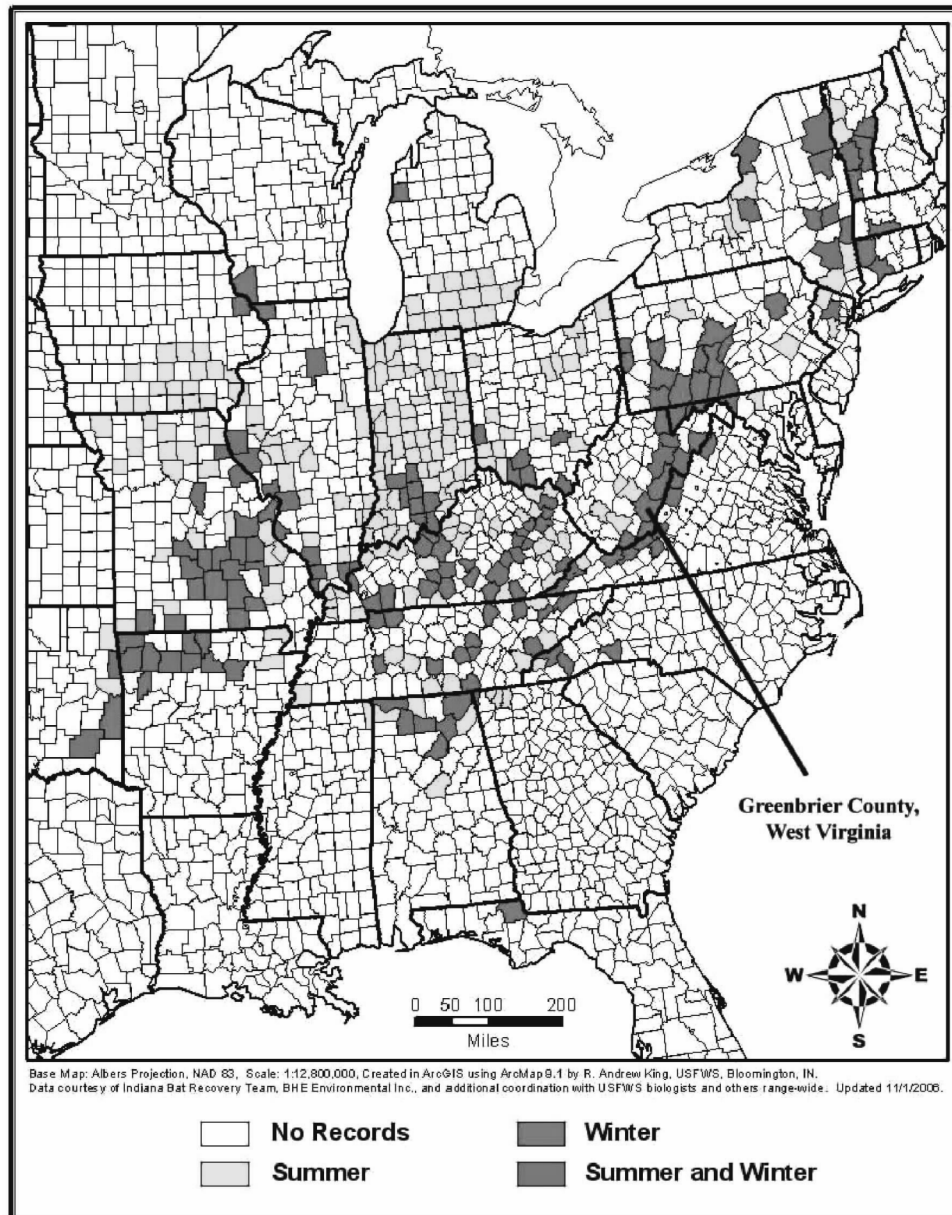 Greenbrier County,
West Virginia
N
W E
S
0 50 100 200
Miles
Base Map: Albers Projection, NAD 83, Scale: 1:12,800,000, Created in ArcGIS using ArcMap 9.1 by R. Andrew King, USFWS, Bloomington, IN.
Data courtesy of Indiana Bat Recovery Team, BHE Environmental Inc., and additional coordination with USFWS biologists and others range-wide. Updated 11/1/2006.
No Records Winter
Summer Summer and Winter